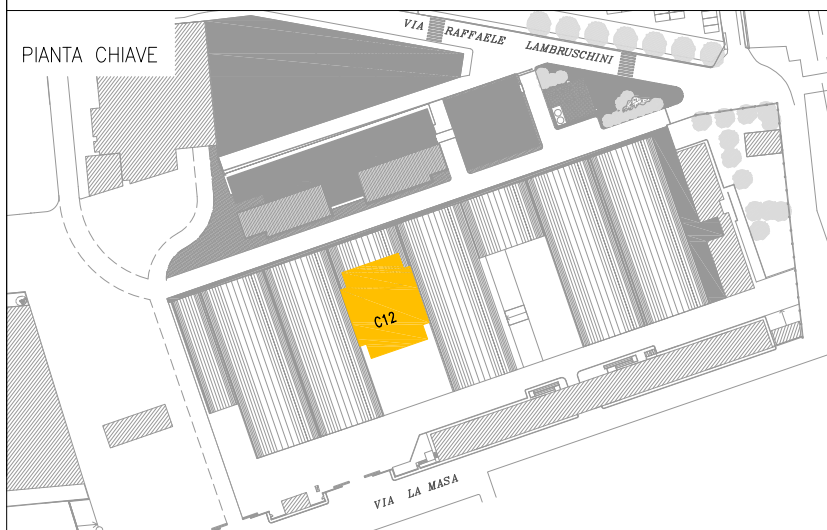 PIANTA CHIAVE
VIA RAFFAELE LAMBRUSCHINI
C12
VIA LA MASA